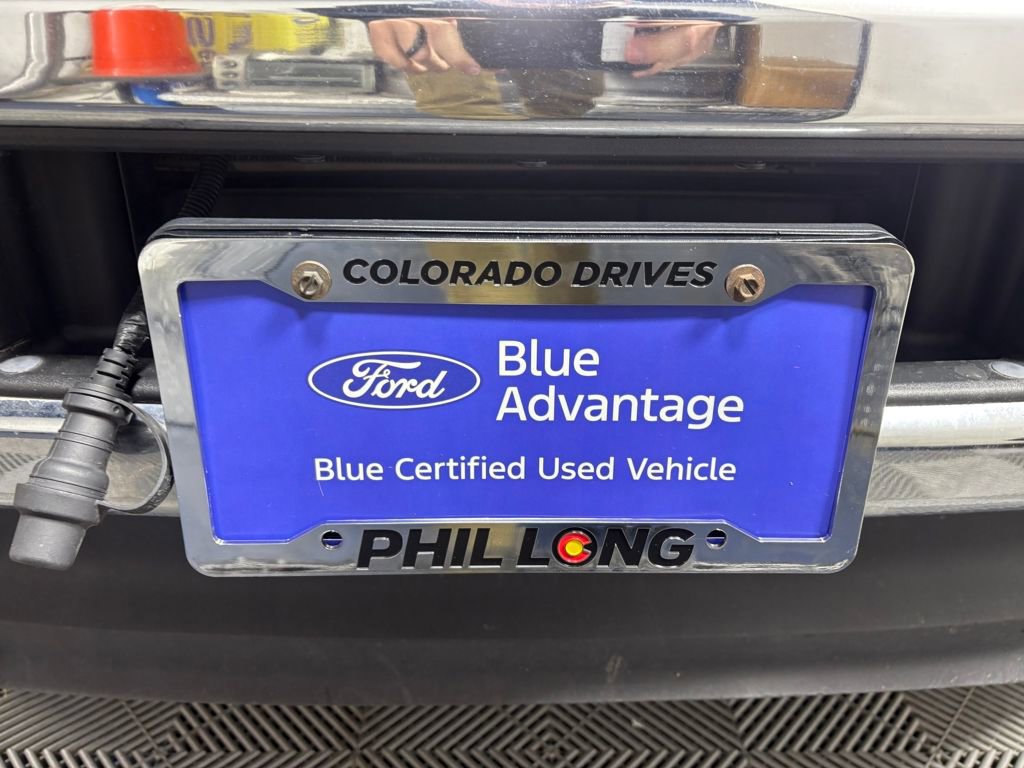 COLORADO DRIVES
Ford
Blue
Advantage
Blue Certified Used Vehicle
PHIL LONG